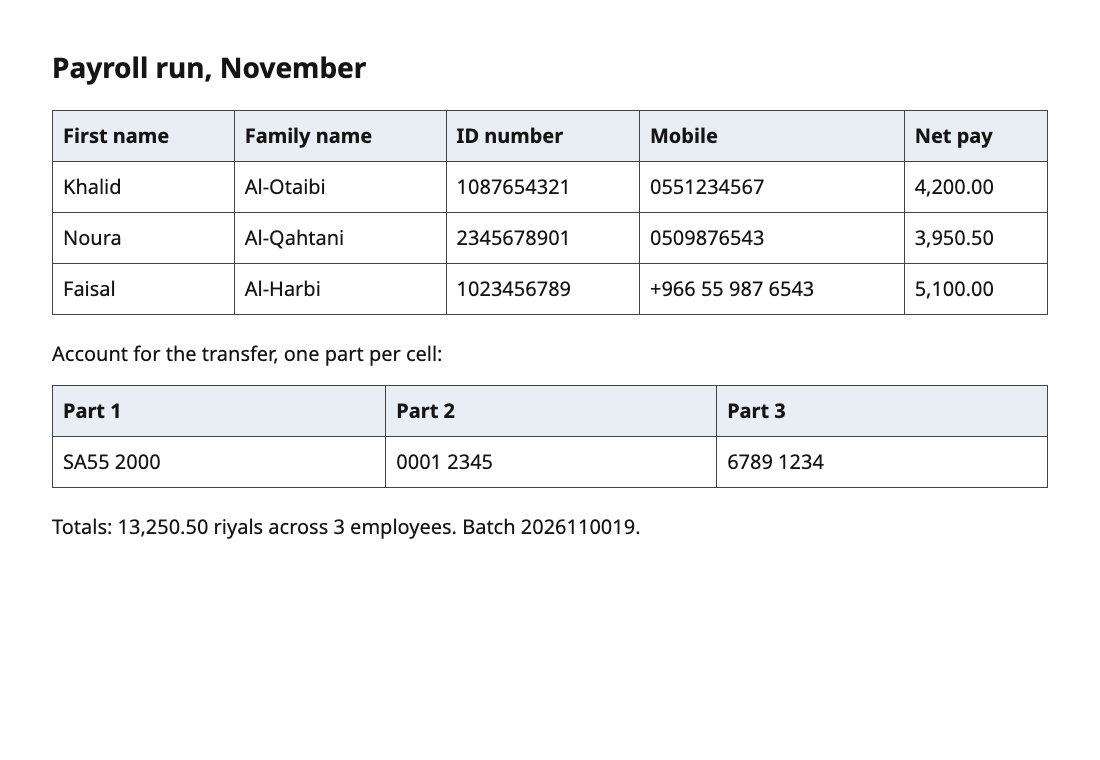 Payroll run, November
First name Family name ID number Mobile Net pay
Khalid Al-Otaibi 1087654321 0551234567 4,200.00
Noura Al-Qahtani 2345678901 0509876543 3,950.50
Faisal Al-Harbi 1023456789 +966 55 987 6543 5,100.00
Account for the transfer, one part per cell:
Part 1 Part 2 Part 3
SA55 2000 0001 2345 6789 1234
Totals: 13,250.50 riyals across 3 employees. Batch 2026110019.